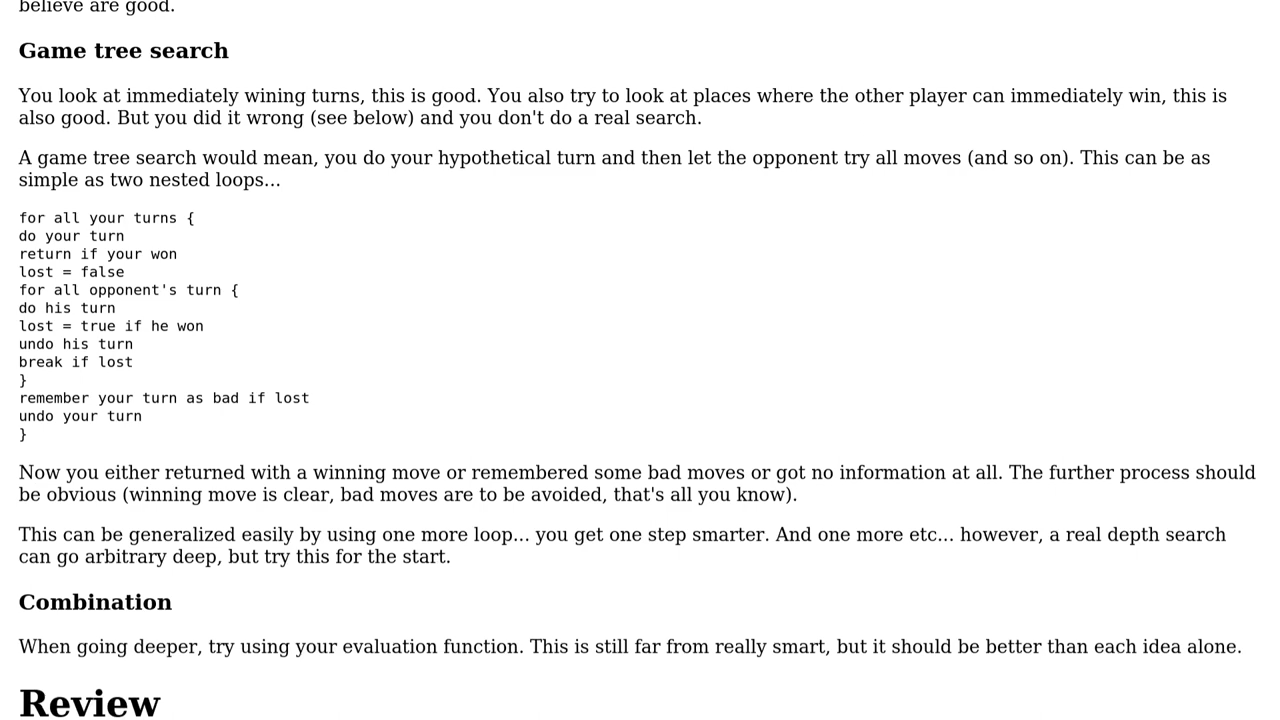 believe are good.
Game tree search
You look at immediately wining turns, this is good. You also try to look at places where the other player can immediately win, this is
also good. But you did it wrong (see below) and you don't do a real search.
A game tree search would mean, you do your hypothetical turn and then let the opponent try all moves (and so on). This can be as
simple as two nested loops...
for all your turns {
do your turn
return if your won
lost = false
for all opponent's turn {
do his turn
lost = true if he won
undo his turn
break if lost
}
remember your turn as bad if lost
undo your turn
}
Now you either returned with a winning move or remembered some bad moves or got no information at all. The further process should
be obvious (winning move is clear, bad moves are to be avoided, that's all you know).
This can be generalized easily by using one more loop... you get one step smarter. And one more etc... however, a real depth search
can go arbitrary deep, but try this for the start.
Combination
When going deeper, try using your evaluation function. This is still far from really smart, but it should be better than each idea alone.
Review